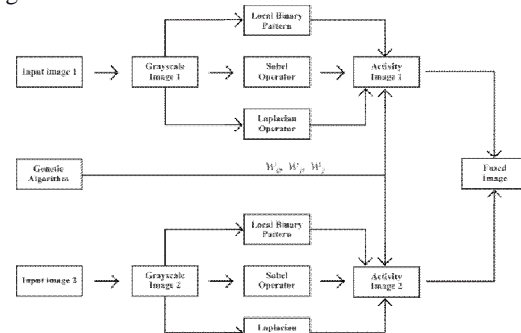 Local Binary
Pattern
Input image 1
Grayscale
Image 1
Sobel
Operator
Activity
Image 1
Laplacian
Operator
Genetic
Algorithm
Fused
Image
Local Binary
Pattern
Input image 2
Grayscale
Image 2
Sobel
Operator
Activity
Image 2
Laplacian